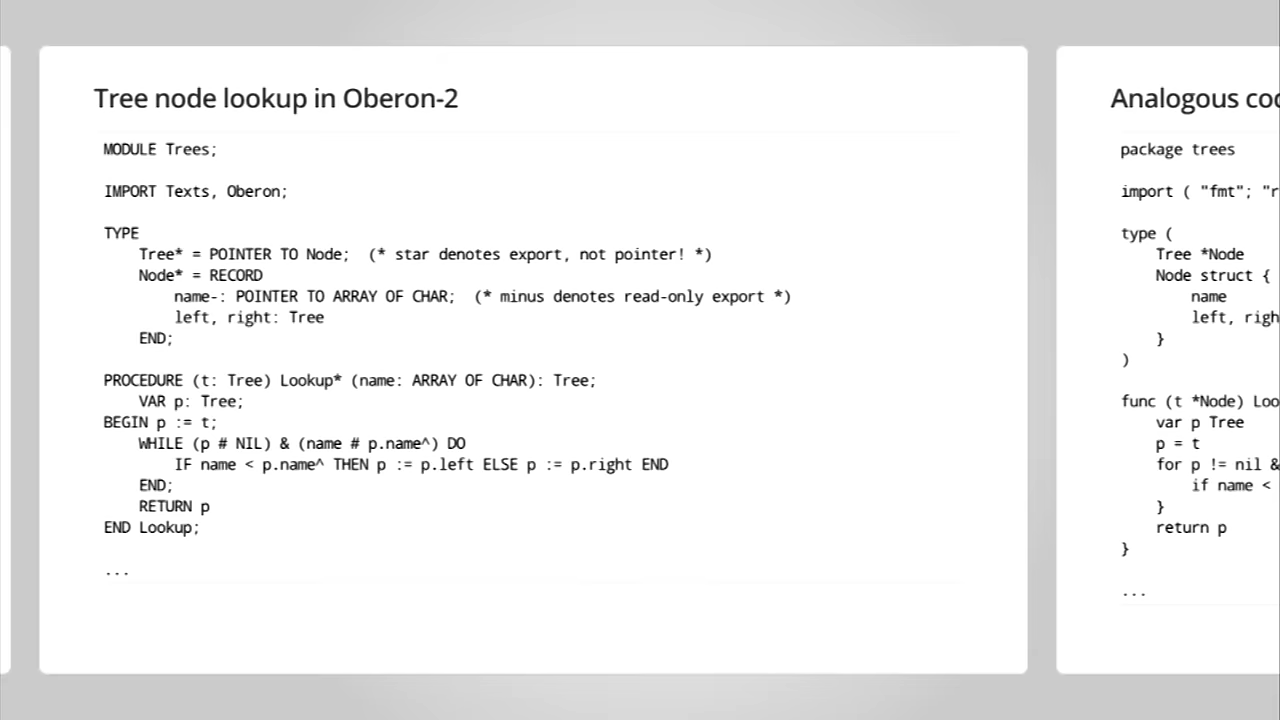 Tree node lookup in Oberon-2
MODULE Trees;
IMPORT Texts, Oberon;
TYPE
Tree* = POINTER TO Node; (* star denotes export, not pointer! *)
Node* = RECORD
name-: POINTER TO ARRAY OF CHAR; (* minus denotes read-only export *)
left, right: Tree
END;
PROCEDURE (t: Tree) Lookup* (name: ARRAY OF CHAR): Tree;
VAR p: Tree;
BEGIN p := t;
WHILE (p # NIL) & (name # p.name^) DO
IF name < p.name^ THEN p := p.left ELSE p := p.right END
END;
RETURN p
END Lookup;
...
Analogous
package trees
import ( "fmt";
type (
Tree *Node
Node struct {
name
left,
}
)
func (t *Node)
var p Tree
p = t
for p != nil
if name <
}
return p
}
...